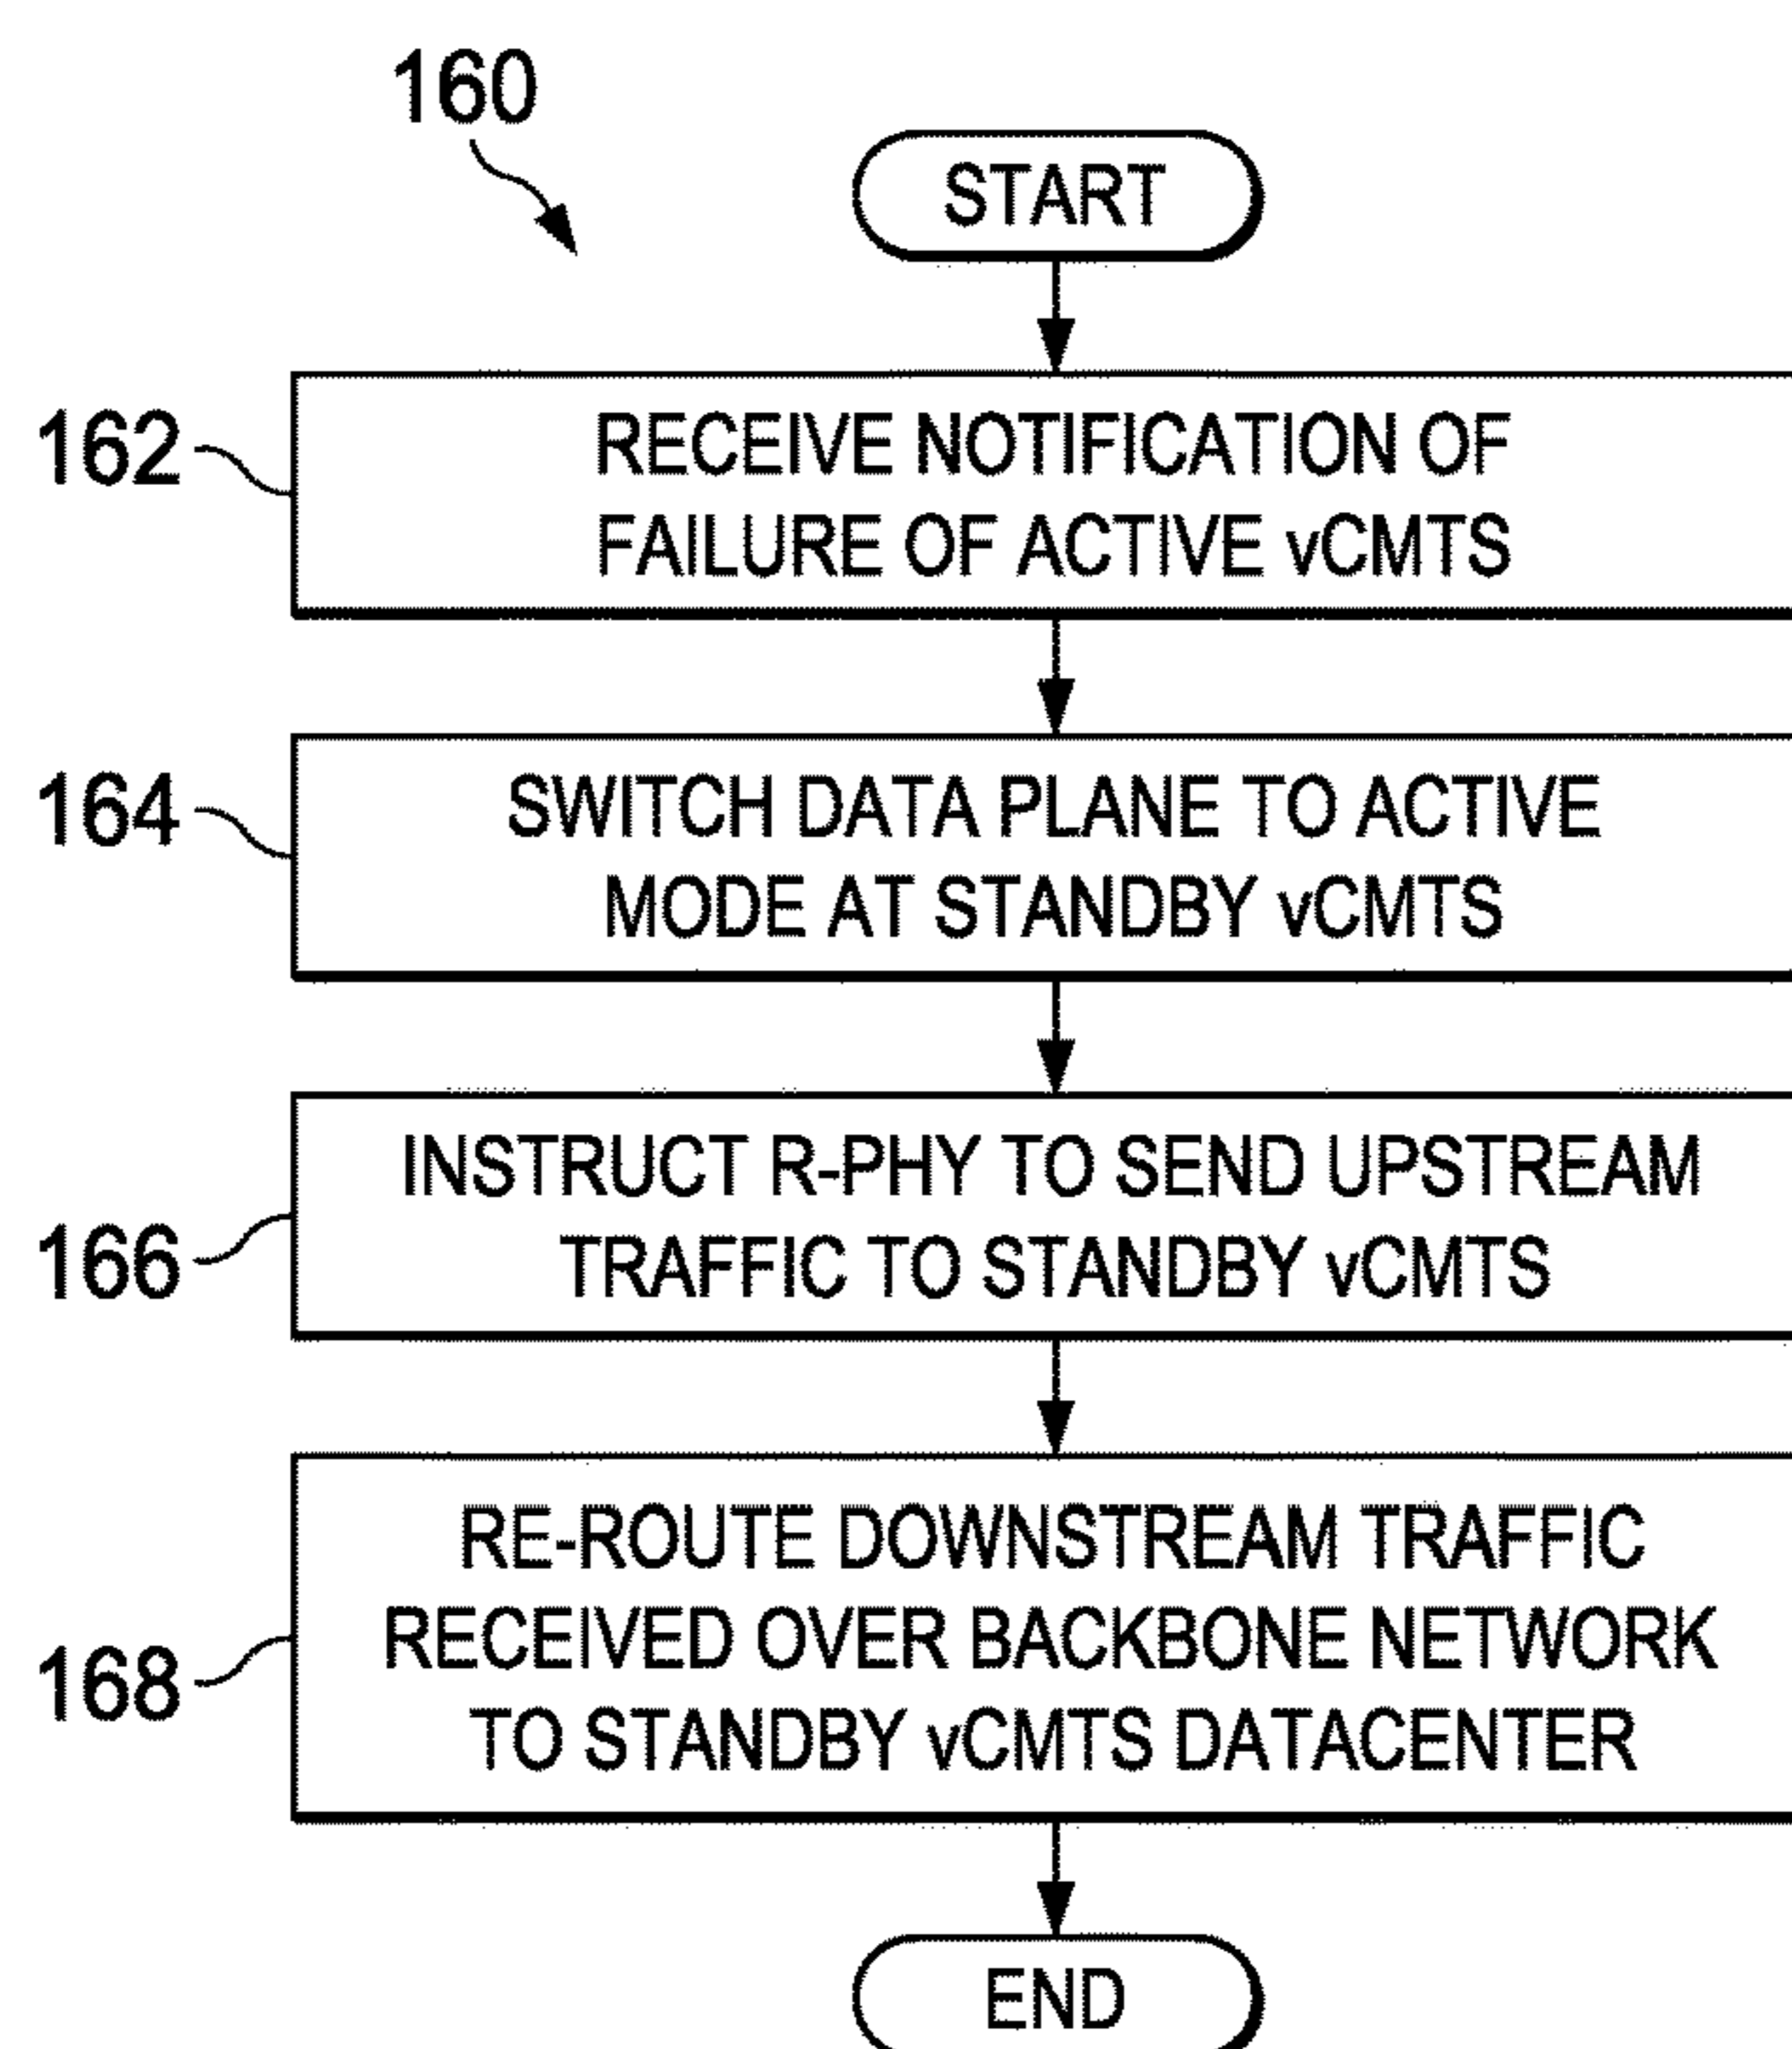 160
START
162
RECEIVE NOTIFICATION OF
FAILURE OF ACTIVE vCMTS
164
SWITCH DATA PLANE TO ACTIVE
MODE AT STANDBY vCMTS
166
INSTRUCT R-PHY TO SEND UPSTREAM
TRAFFIC TO STANDBY vCMTS
168
RE-ROUTE DOWNSTREAM TRAFFIC
RECEIVED OVER BACKBONE NETWORK
TO STANDBY vCMTS DATACENTER
END